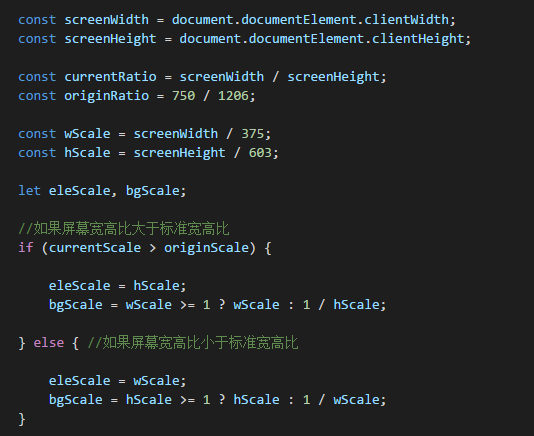 const screenWidth = document.documentElement.clientWidth;
const screenHeight = document.documentElement.clientHeight;
const currentRatio = screenWidth / screenHeight;
const originRatio = 750 / 1206;
const wScale = screenWidth / 375;
const hScale = screenHeight / 603;
let eleScale, bgScale;
//如果屏幕宽高比大于标准宽高比
if (currentScale > originScale) {
eleScale = hScale;
bgScale = wScale >= 1 ? wScale : 1 / hScale;
} else { //如果屏幕宽高比小于标准宽高比
eleScale = wScale;
bgScale = hScale >= 1 ? hScale : 1 / wScale;
}